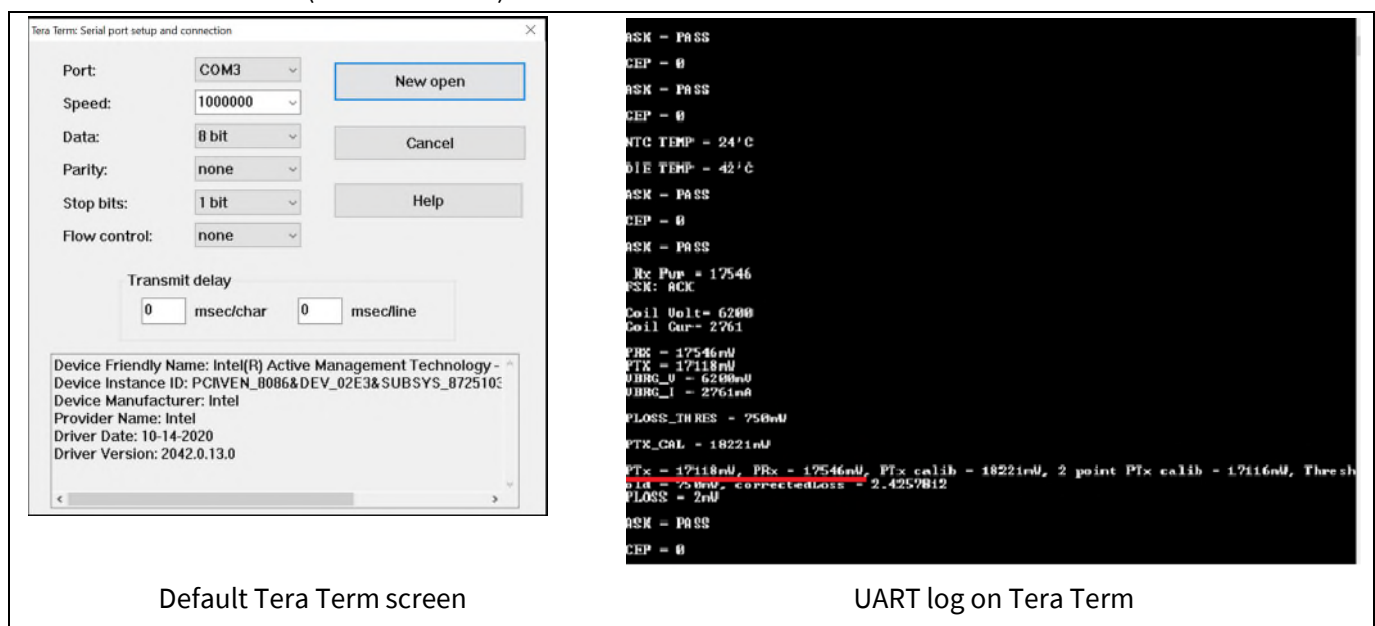 Tera Term: Serial port setup and connection
Port: COM3
New open
Speed: 1000000
Data: 8 bit
Cancel
Parity: none
Stop bits: 1 bit
Help
Flow control: none
Transmit delay
0 msec/char 0 msec/line
Device Friendly Name: Intel(R) Active Management Technology -
Device Instance ID: PCI\VEN_8086&DEV_02E3&SUBSYS_8725103
Device Manufacturer: Intel
Provider Name: Intel
Driver Date: 10-14-2020
Driver Version: 2042.0.13.0
Default Tera Term screen
ASK - PASS
CEP - 0
ASK - PASS
CEP - 0
NTC TEMP - 24'C
DIE TEMP - 42'C
ASK - PASS
CEP - 0
ASK - PASS
Rx Pwr = 17546
FSK: ACK
Coil Volt= 6200
Coil Cur= 2761
PRX = 17546mW
PTX = 17118mW
VBRG_V - 6200mV
VBRG_I - 2761mA
PLOSS_THRES - 750mW
PTX_CAL - 18221mW
PTx = 17118mW, PRx = 17546mW, PTx calib - 18221mW, 2 point PTx calib - 17116mW, Thresh
old = 750mW, correctedLoss - 2.4257812
PLOSS = 2mW
ASK - PASS
CEP = 0
UART log on Tera Term